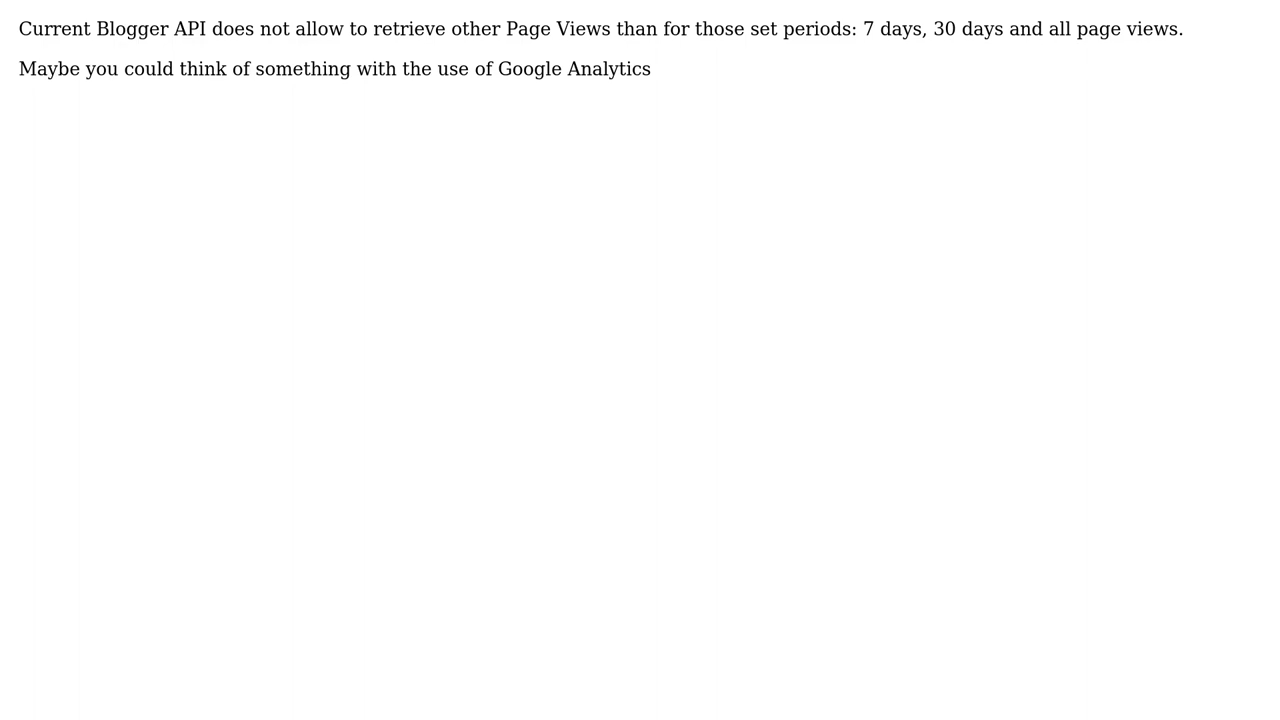 Current Blogger API does not allow to retrieve other Page Views than for those set periods: 7 days, 30 days and all page views.
Maybe you could think of something with the use of Google Analytics